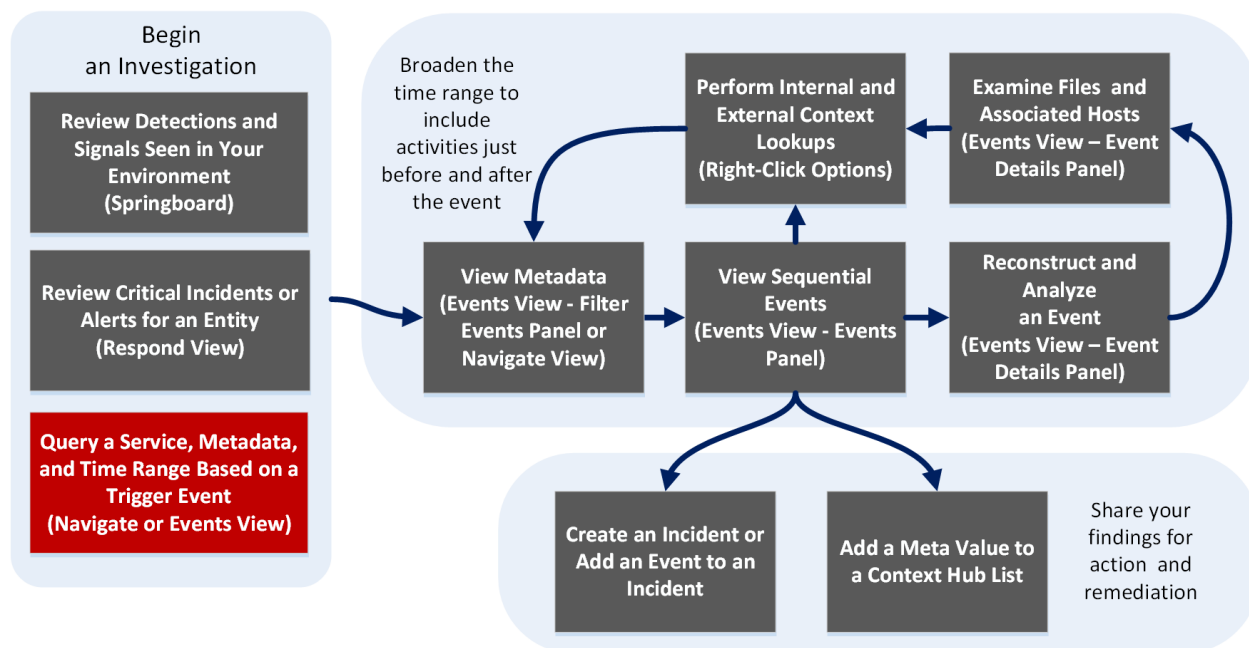 Begin
an Investigation
Review Detections and
Signals Seen in Your
Environment
(Springboard)
Review Critical Incidents or
Alerts for an Entity
(Respond View)
Query a Service, Metadata,
and Time Range Based on a
Trigger Event
(Navigate or Events View)
Broaden the
time range to
include
activities just
before and after
the event
Perform Internal and
External Context
Lookups
(Right-Click Options)
Examine Files and
Associated Hosts
(Events View – Event
Details Panel)
View Metadata
(Events View - Filter
Events Panel or
Navigate View)
View Sequential
Events
(Events View - Events
Panel)
Reconstruct and
Analyze
an Event
(Events View – Event
Details Panel)
Create an Incident or
Add an Event to an
Incident
Add a Meta Value to
a Context Hub List
Share your
findings for
action and
remediation